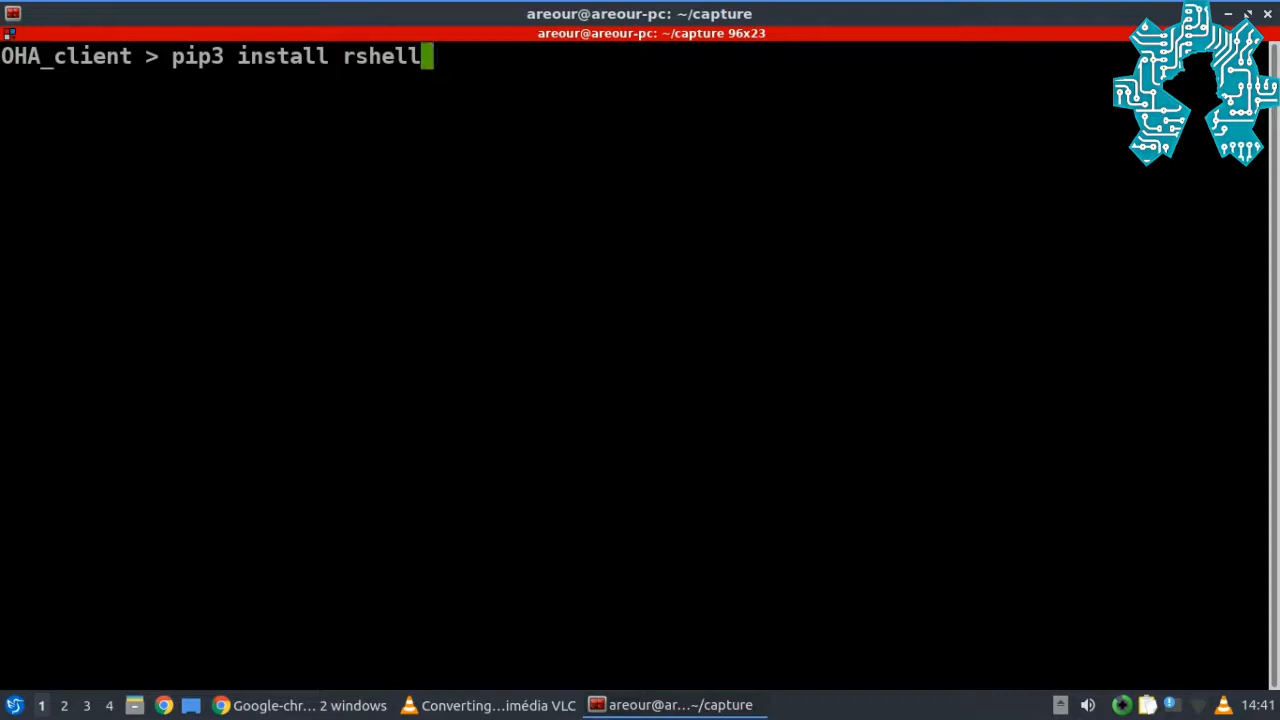 areour@areour-pc: ~/capture
areour@areour-pc: ~/capture 96x23
OHA_client > pip3 install rshell
1 2 3 4 Google-chr... 2 windows Converting...imédia VLC areour@ar...~/capture 14:41